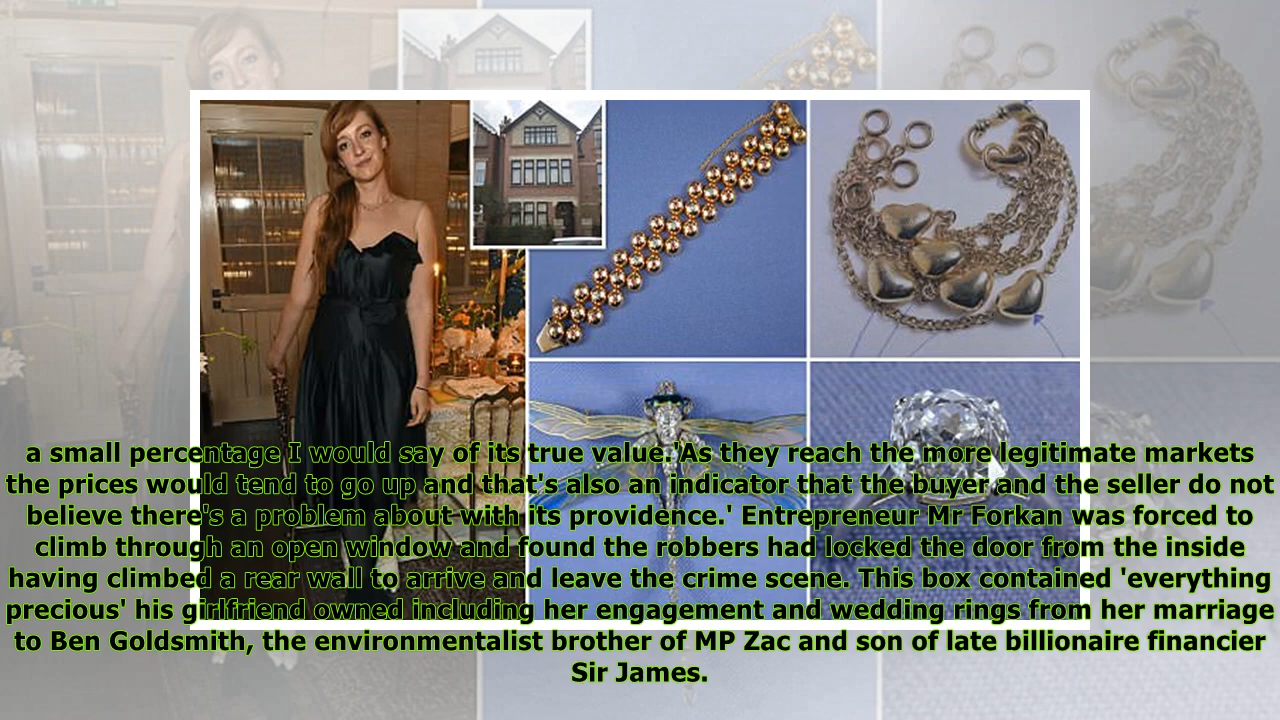 a small percentage I would say of its true value.'As they reach the more legitimate markets
the prices would tend to go up and that's also an indicator that the buyer and the seller do not
believe there's a problem about with its providence.' Entrepreneur Mr Forkan was forced to
climb through an open window and found the robbers had locked the door from the inside
having climbed a rear wall to arrive and leave the crime scene. This box contained 'everything
precious' his girlfriend owned including her engagement and wedding rings from her marriage
to Ben Goldsmith, the environmentalist brother of MP Zac and son of late billionaire financier
Sir James.